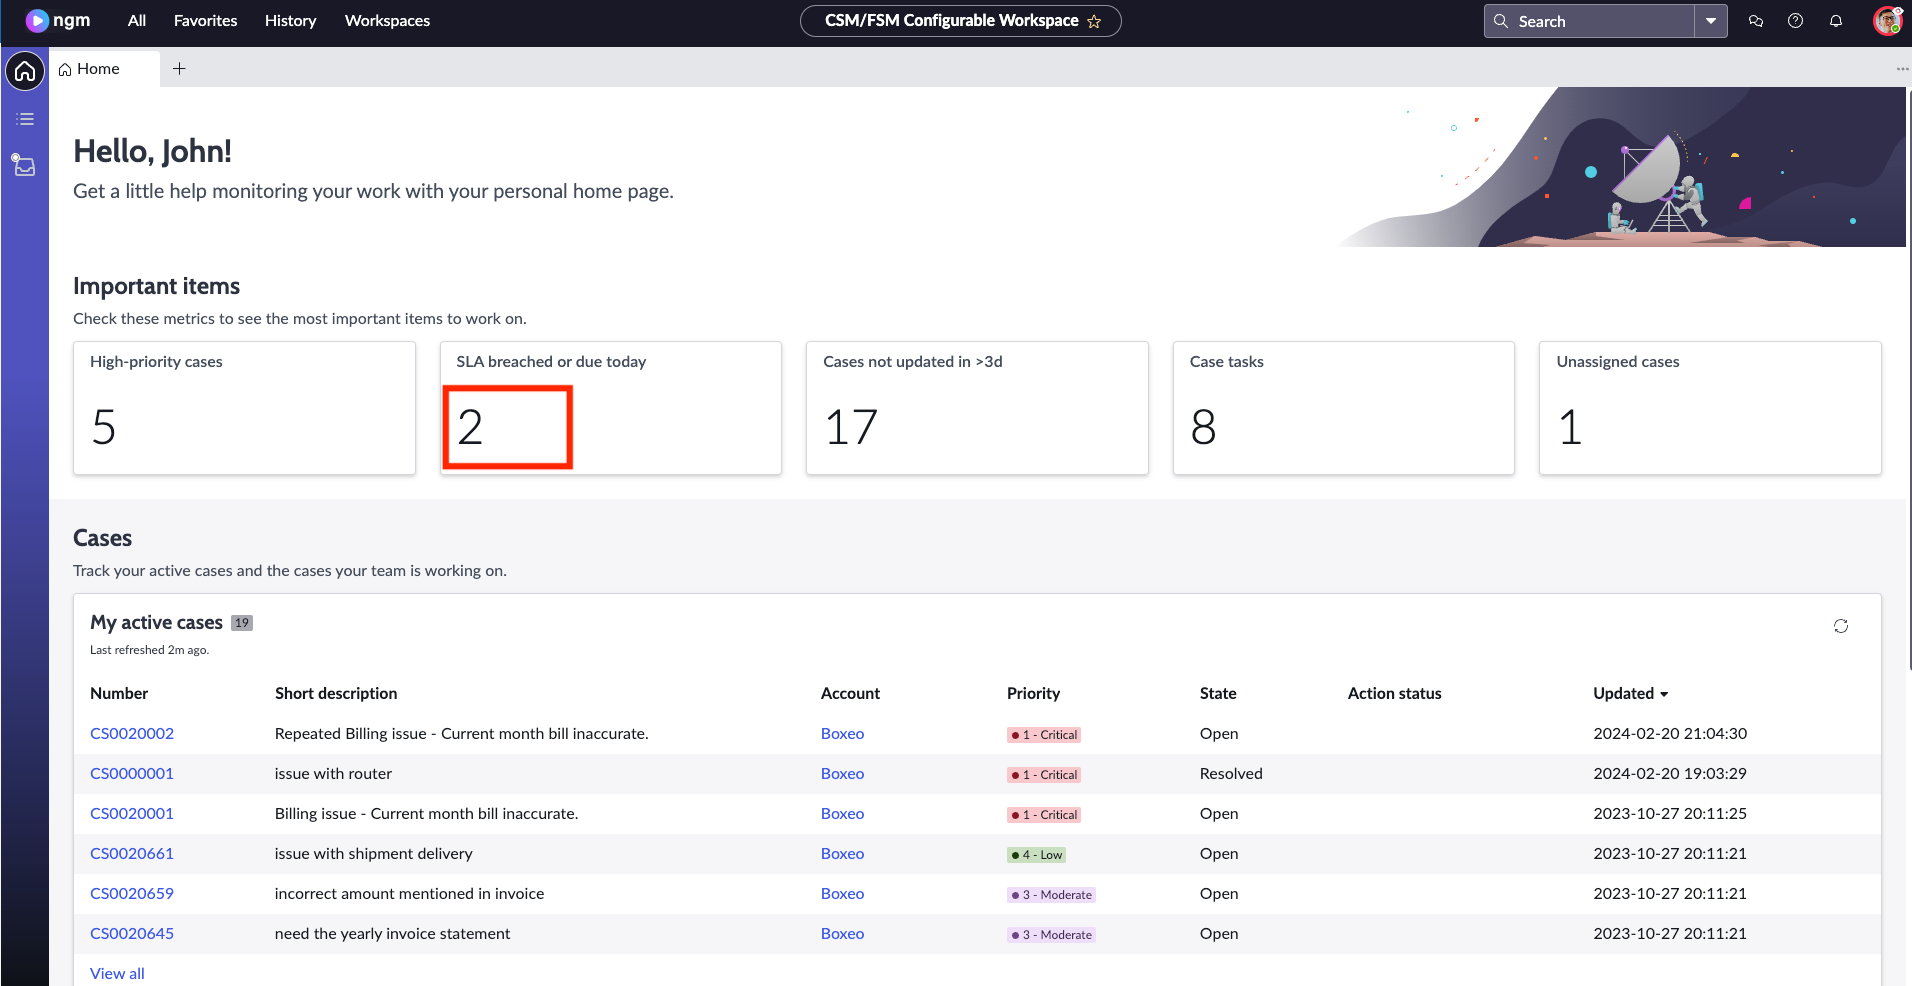 ngm All Favorites History Workspaces CSM/FSM Configurable Workspace Search
Home
Hello, John!
Get a little help monitoring your work with your personal home page.
Important items
Check these metrics to see the most important items to work on.
High-priority cases SLA breached or due today Cases not updated in >3d Case tasks Unassigned cases
5 2 17 8 1
Cases
Track your active cases and the cases your team is working on.
My active cases 19
Last refreshed 2m ago.
Number Short description Account Priority State Action status Updated
CS0020002 Repeated Billing issue - Current month bill inaccurate. Boxeo 1 - Critical Open 2024-02-20 21:04:30
CS0000001 issue with router Boxeo 1 - Critical Resolved 2024-02-20 19:03:29
CS0020001 Billing issue - Current month bill inaccurate. Boxeo 1 - Critical Open 2023-10-27 20:11:25
CS0020661 issue with shipment delivery Boxeo 4 - Low Open 2023-10-27 20:11:21
CS0020659 incorrect amount mentioned in invoice Boxeo 3 - Moderate Open 2023-10-27 20:11:21
CS0020645 need the yearly invoice statement Boxeo 3 - Moderate Open 2023-10-27 20:11:21
View all